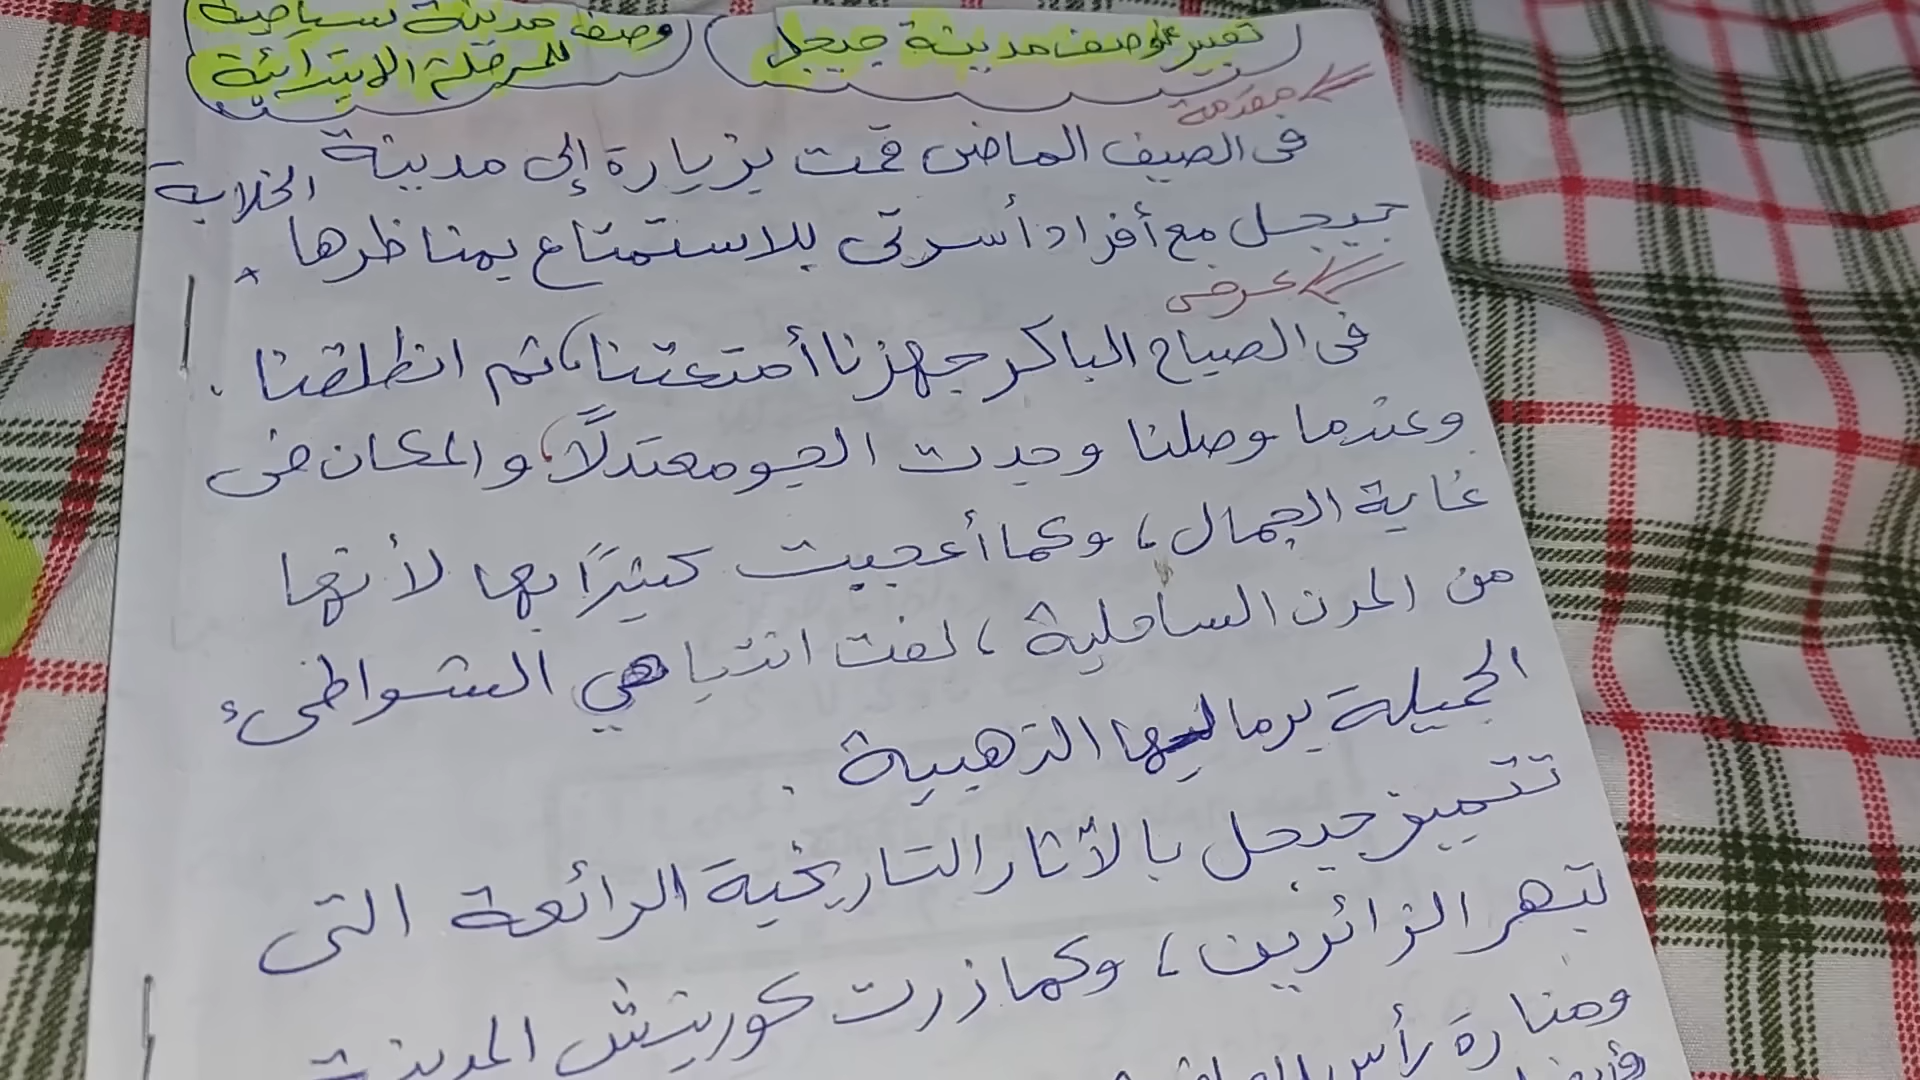 تعبير عن وصف مدينة جيجل
وصف مدينة سياحية
للمرحلة الابتدائية
مقدمة
في الصيف الماضي قمت بزيارة إلى مدينة
جيجل مع أفراد أسرتي للاستمتاع بمناظرها الخلابة
عرض
في الصباح الباكر جهزنا أمتعتنا، ثم انطلقنا.
وعندما وصلنا وجدت الجو معتدلًا، والمكان في
غاية الجمال، وكما أعجبت كثيرًا بها لأنها
من المدن الساحلية، لفت انتباهي الشواطئ
الجميلة برمالها الذهبية.
تتميز جيجل بالآثار التاريخية الرائعة التي
تبهر الزائرين، وكما زرت كورنيش المدينة
ومنارة رأس